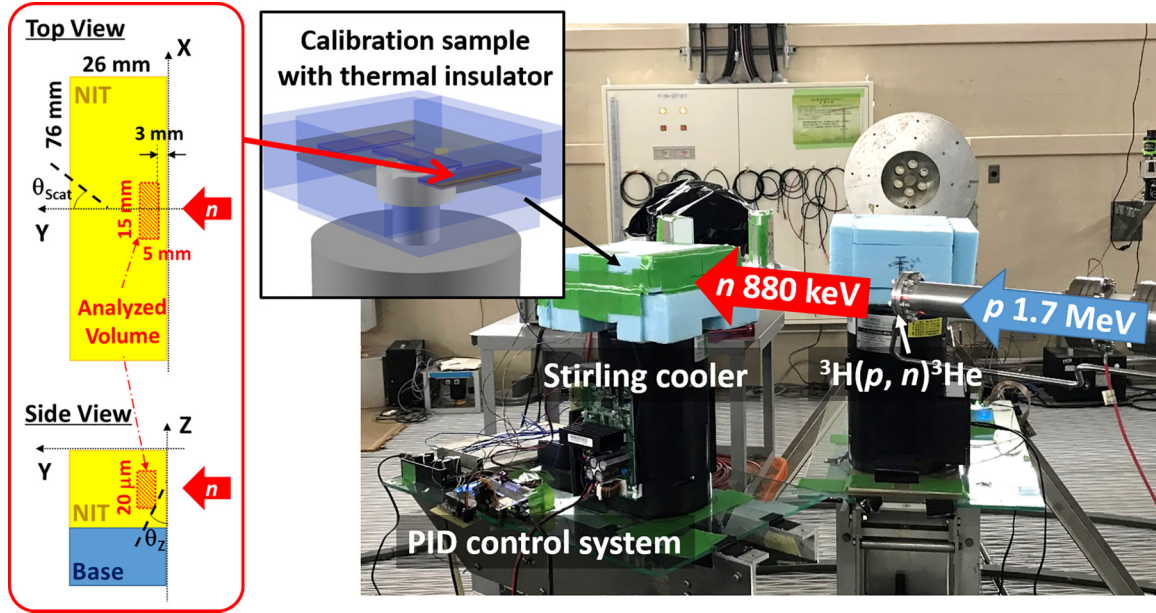 Top View
X
26 mm
NIT
76 mm
3 mm
θScat
15 mm
n
Y
5 mm
Analyzed
Volume
Side View
Z
Y
20 μm
n
NIT
θZ
Base
Calibration sample
with thermal insulator
n 880 keV
p 1.7 MeV
Stirling cooler
³H(p, n)³He
PID control system